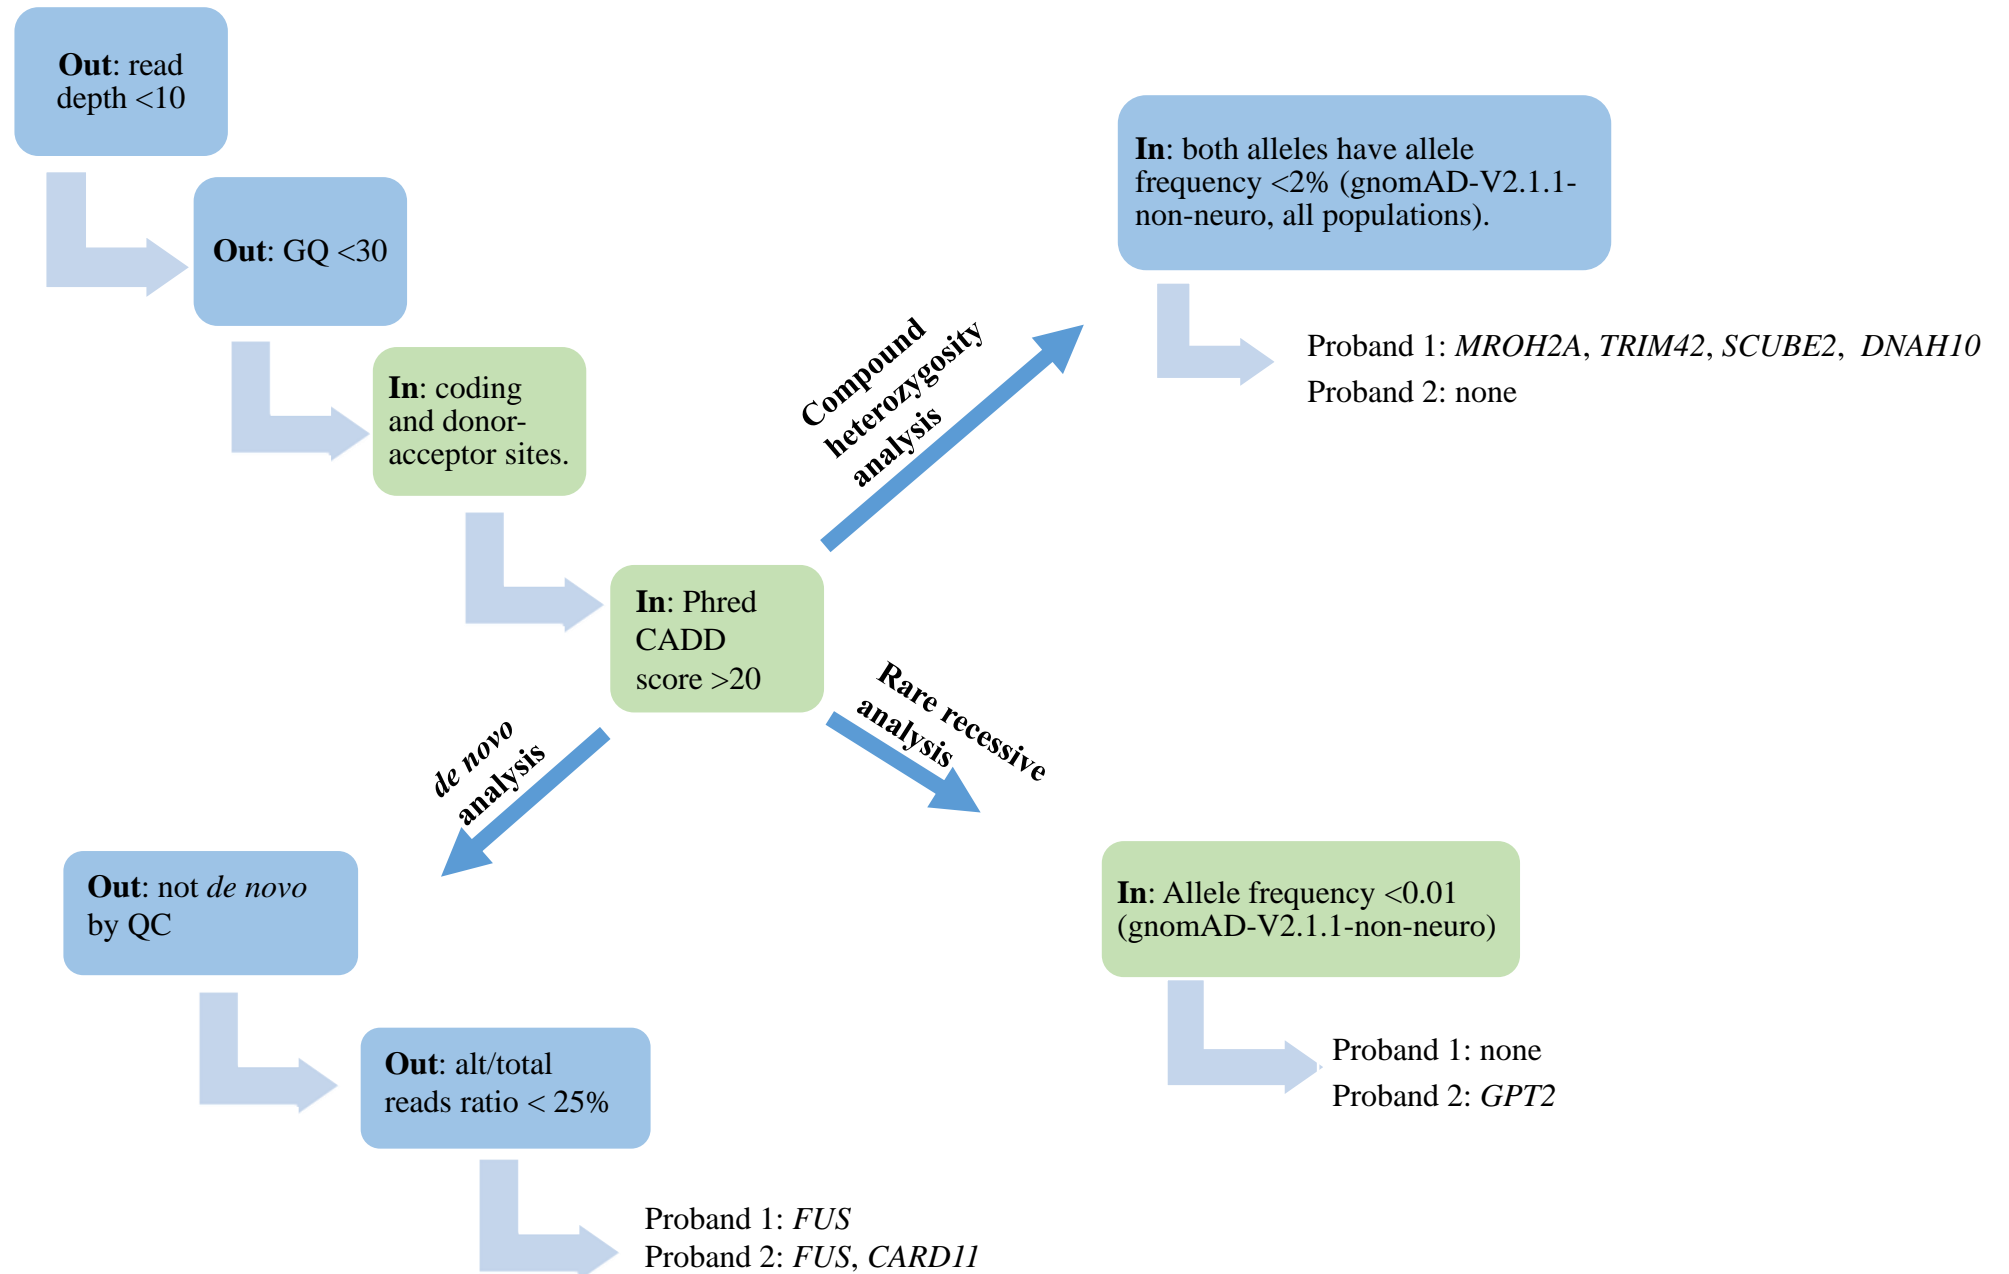 Out: read
depth <10
Out: GQ <30
In: coding
and donor-
acceptor sites.
In: Phred
CADD
score >20
Compound
heterozygosity
analysis
In: both alleles have allele
frequency <2% (gnomAD-V2.1.1-
non-neuro, all populations).
Proband 1: MROH2A, TRIM42, SCUBE2, DNAH10
Proband 2: none
Rare recessive
analysis
In: Allele frequency <0.01
(gnomAD-V2.1.1-non-neuro)
Proband 1: none
Proband 2: GPT2
de novo
analysis
Out: not de novo
by QC
Out: alt/total
reads ratio < 25%
Proband 1: FUS
Proband 2: FUS, CARD11